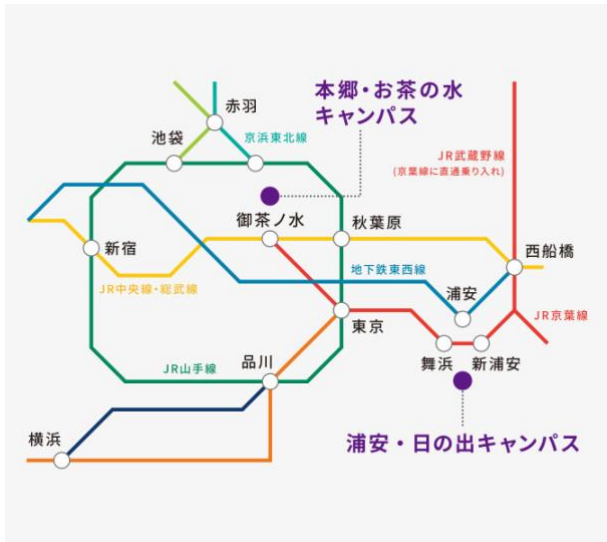 本郷・お茶の水
キャンパス
赤羽
池袋
京浜東北線
JR武蔵野線
(京葉線に直通乗り入れ)
御茶ノ水
秋葉原
新宿
西船橋
地下鉄東西線
浦安
JR中央線・総武線
東京
JR京葉線
品川
JR山手線
舞浜
新浦安
横浜
浦安・日の出キャンパス